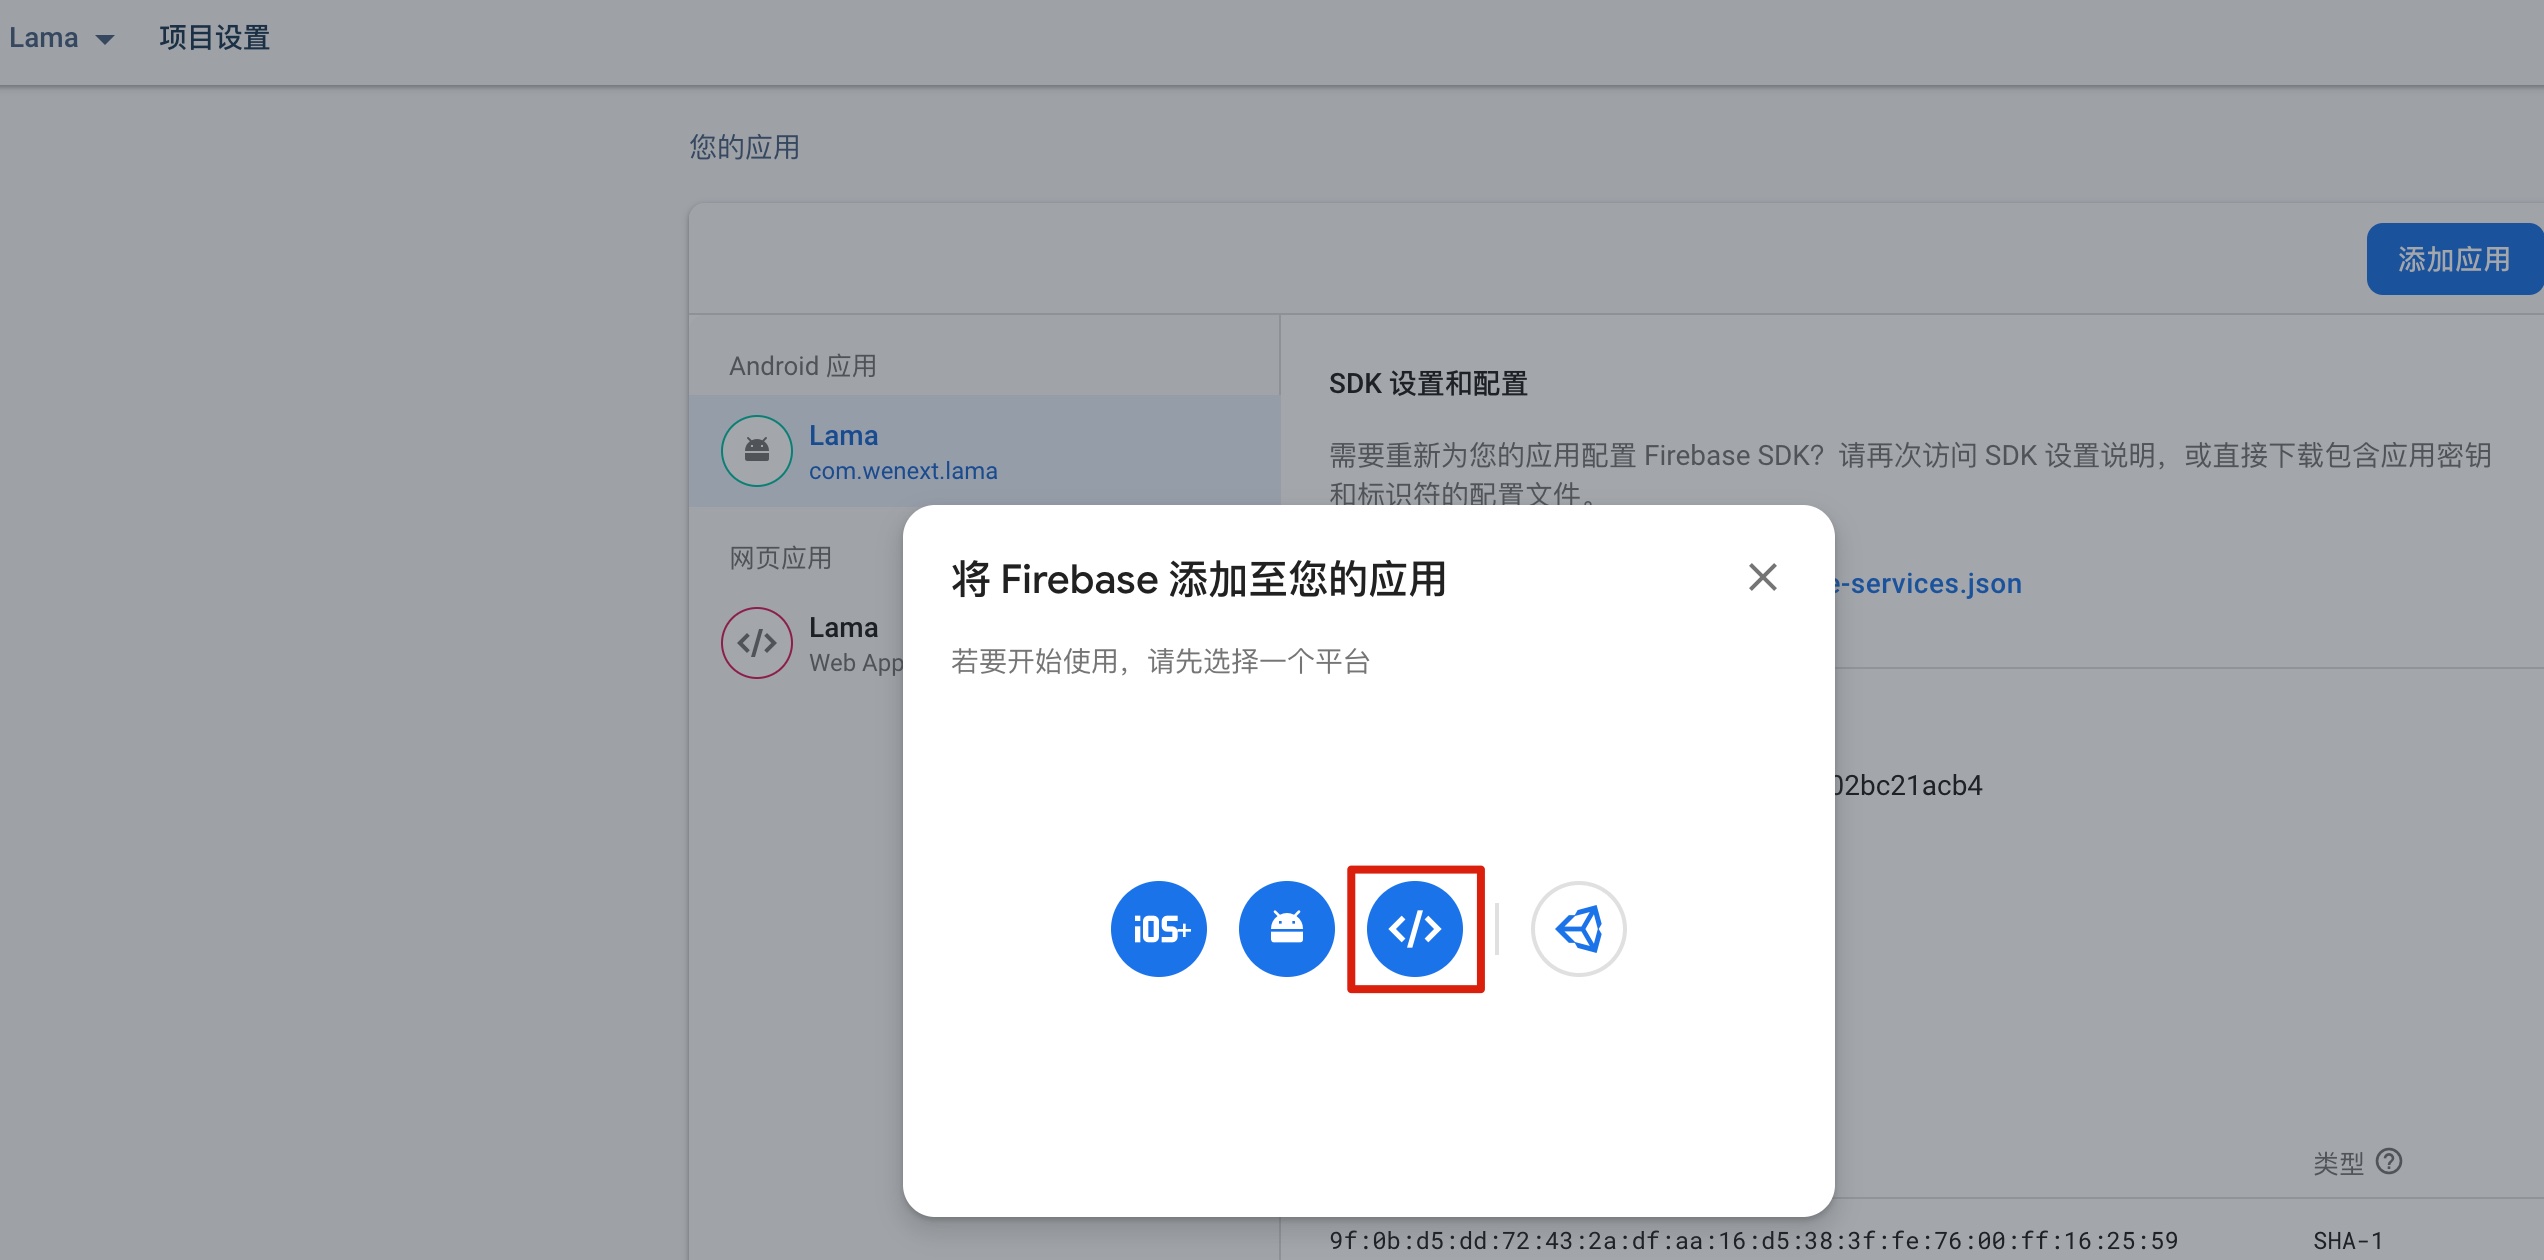 Lama 项目设置
您的应用
添加应用
Android 应用
Lama
com.wenext.lama
SDK 设置和配置
需要重新为您的应用配置 Firebase SDK？请再次访问 SDK 设置说明，或直接下载包含应用密钥
和标识符的配置文件。
网页应用
Lama
Web App
将 Firebase 添加至您的应用
若要开始使用，请先选择一个平台
iOS+
e-services.json
02bc21acb4
类型
9f:0b:d5:dd:72:43:2a:df:aa:16:d5:38:3f:fe:76:00:ff:16:25:59 SHA-1